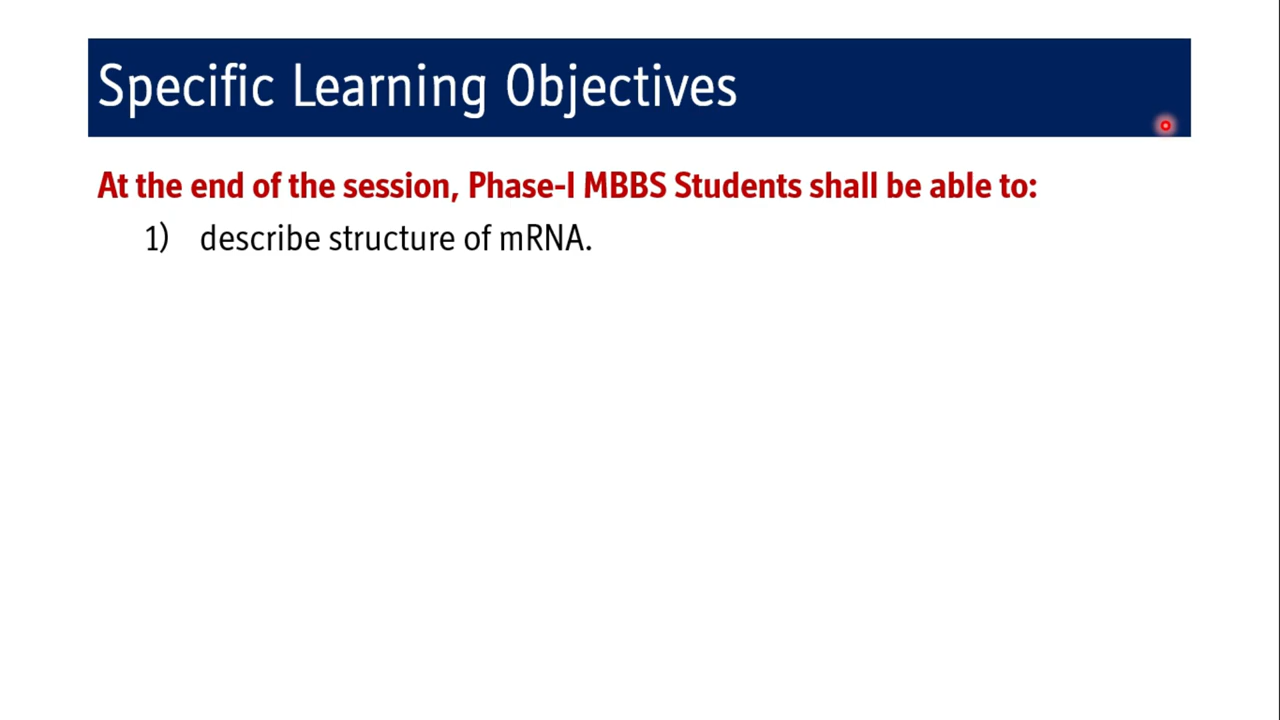 Specific Learning Objectives
At the end of the session, Phase-I MBBS Students shall be able to:
1) describe structure of mRNA.